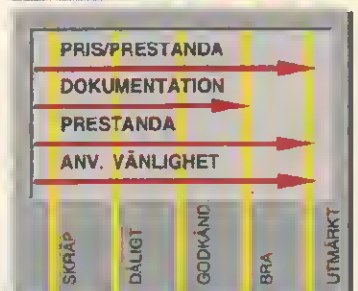 PRIS/PRESTANDA
DOKUMENTATION
PRESTANDA
ANV. VÄNLIGHET
SKRÄP
DÅLIGT
GODKÄND
BRA
UTMÄRKT